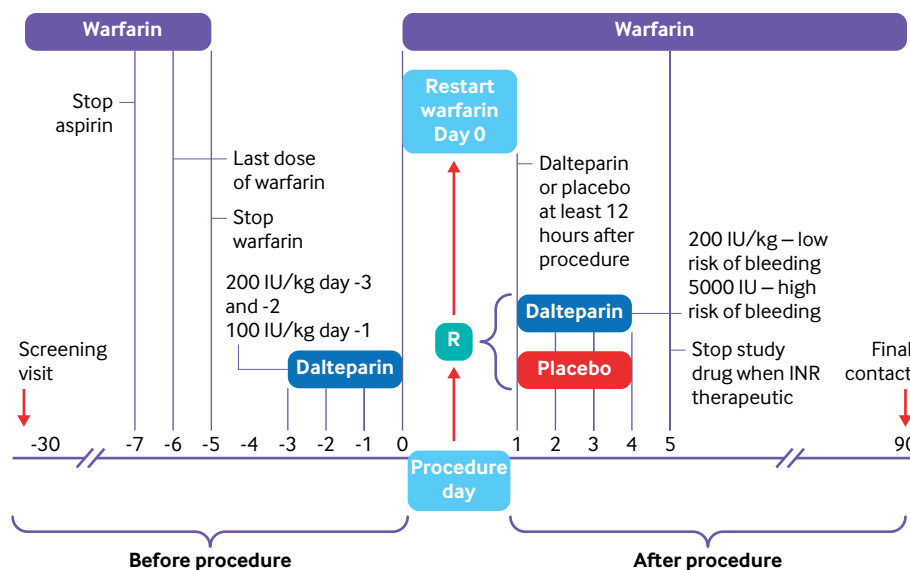 Warfarin
Warfarin
Stop
aspirin
Last dose
of warfarin
Stop
warfarin
200 IU/kg day -3
and -2
100 IU/kg day -1
Dalteparin
Restart
warfarin
Day 0
R
Dalteparin
or placebo
at least 12
hours after
procedure
Dalteparin
Placebo
200 IU/kg – low
risk of bleeding
5000 IU – high
risk of bleeding
Stop study
drug when INR
therapeutic
Screening
visit
Final
contact
-30 -7 -6 -5 -4 -3 -2 -1 0 1 2 3 4 5 90
Procedure
day
Before procedure
After procedure